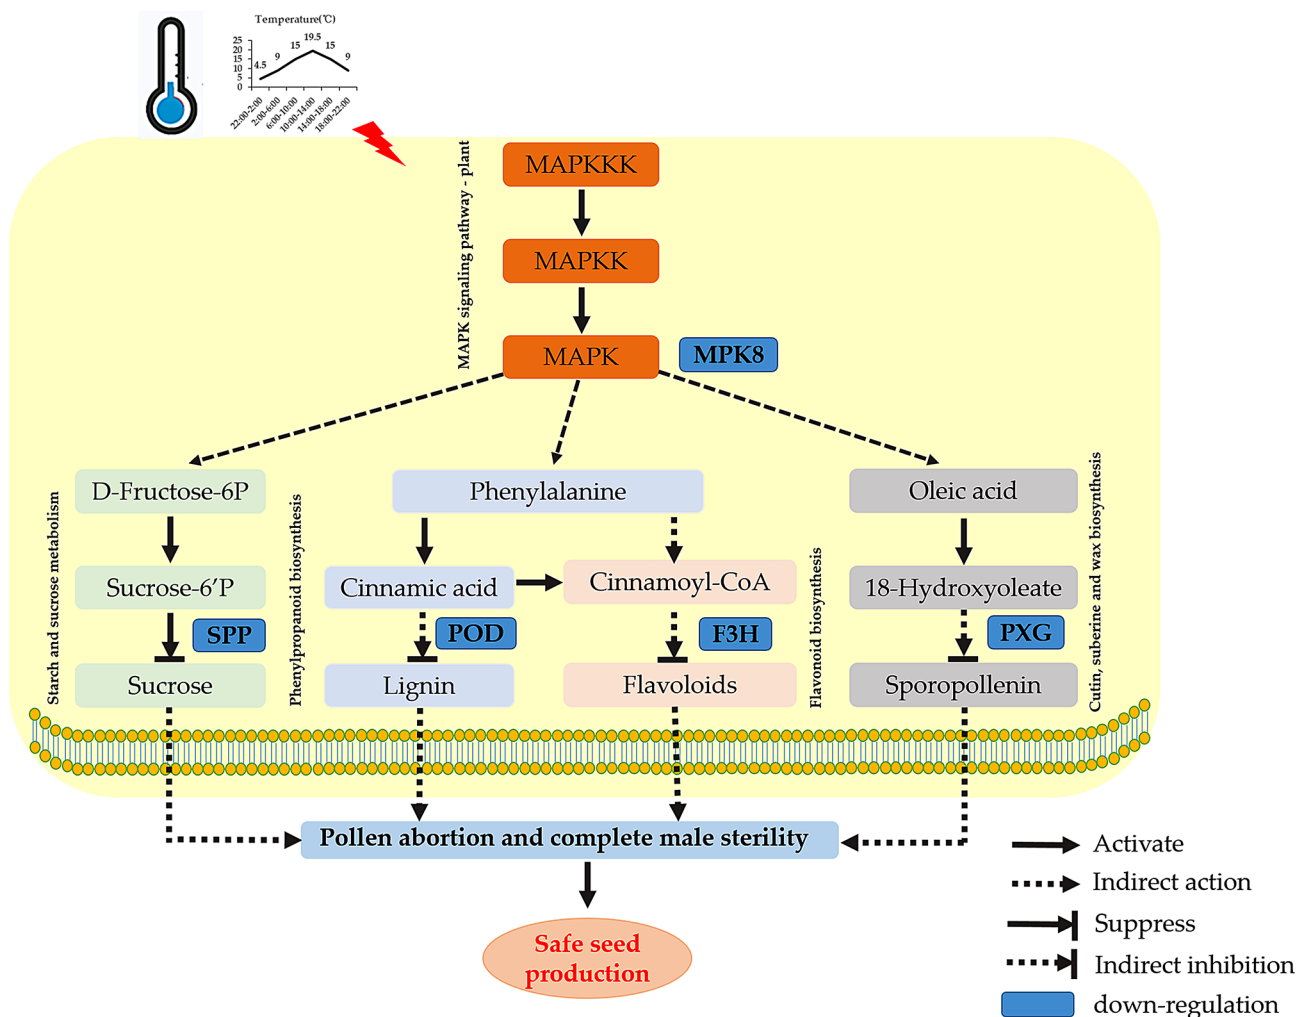 Temperature(℃)
25
20
15
10
5
0
4.5
9
15
19.5
15
9
22:00-2:00
2:00-6:00
6:00-10:00
10:00-14:00
14:00-18:00
18:00-22:00
MAPK signaling pathway - plant
MAPKKK
MAPKK
MAPK
MPK8
D-Fructose-6P
Phenylalanine
Oleic acid
Starch and sucrose metabolism
Phenylpropanoid biosynthesis
Flavonoid biosynthesis
Cutin, suberine and wax biosynthesis
Sucrose-6'P
Cinnamic acid
Cinnamoyl-CoA
18-Hydroxyoleate
SPP
POD
F3H
PXG
Sucrose
Lignin
Flavoloids
Sporopollenin
Pollen abortion and complete male sterility
Safe seed
production
Activate
Indirect action
Suppress
Indirect inhibition
down-regulation